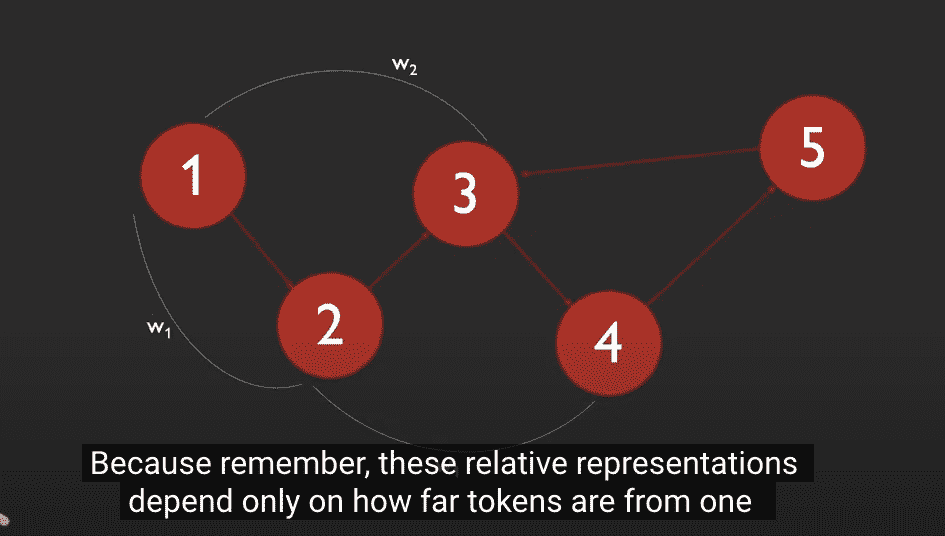 w₂
1
3
5
2
4
w₁
Because remember, these relative representations
depend only on how far tokens are from one